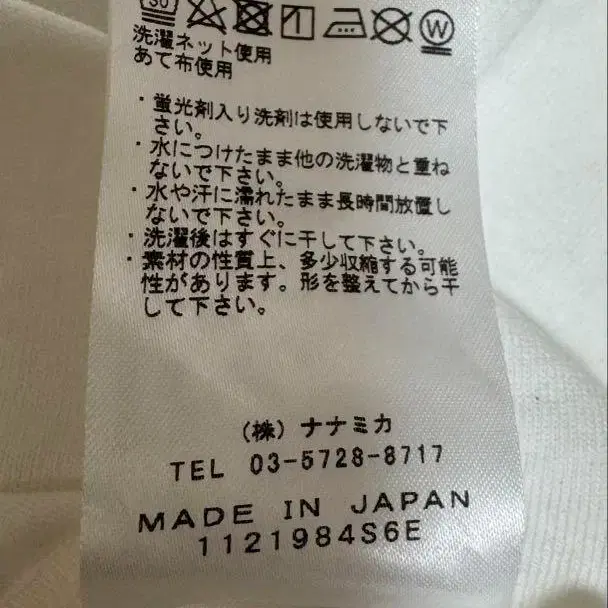 洗濯ネット使用
あて布使用
・蛍光剤入り洗剤は使用しないで下
さい。
・水につけたまま他の洗濯物と重ね
ないで下さい。
・水や汗に濡れたまま長時間放置し
ないで下さい。
・洗濯後はすぐに干して下さい。
・素材の性質上、多少収縮する可能
性があります。形を整えてから干
して下さい。
(株) ナナミカ
TEL 03-5728-8717
MADE IN JAPAN
1121984S6E